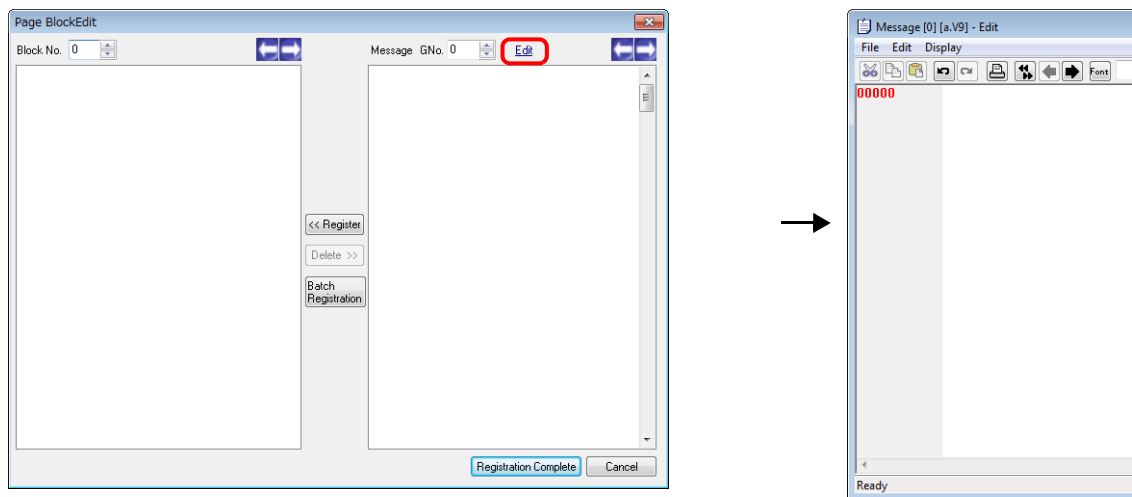 Page BlockEdit
Block No. 0
Message GNo. 0 Edit
<< Register
Delete >>
Batch
Registration
Registration Complete Cancel
Message [0] [a.V9] - Edit
File Edit Display
Font
00000
Ready